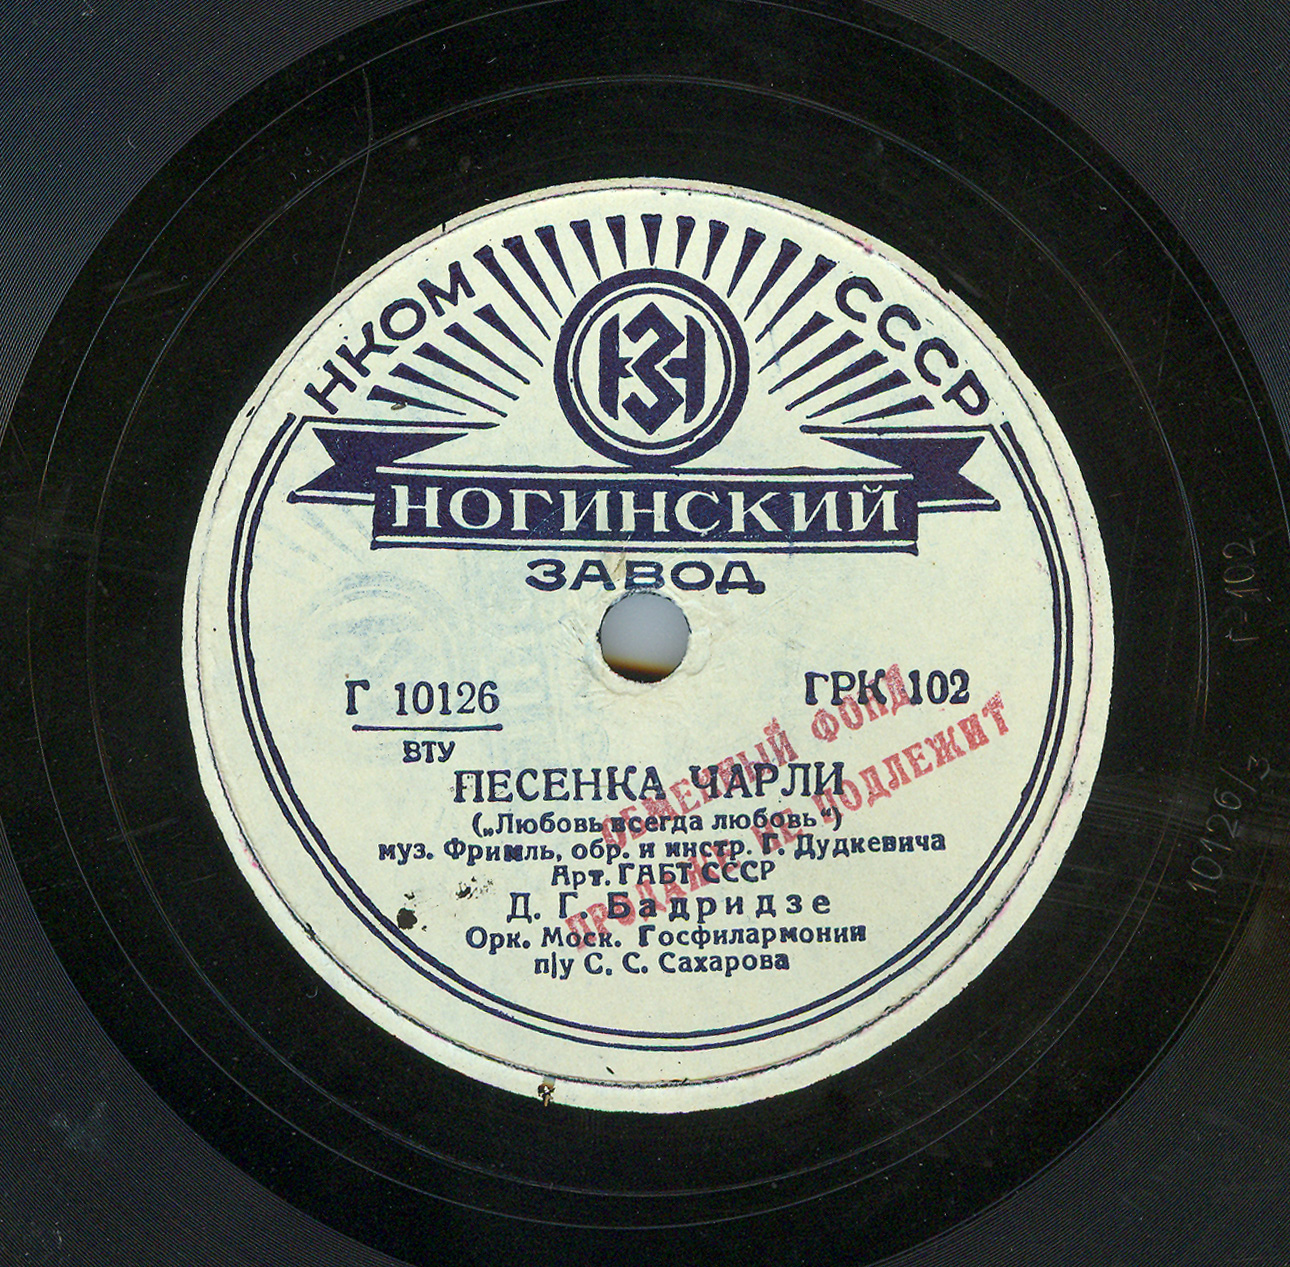 НКОМ СССР
НЗ
НОГИНСКИЙ
ЗАВОД
Г 10126
ГРК 102
ВТУ
ПЕСЕНКА ЧАРЛИ
(„Любовь всегда любовь“)
муз. Фримль, обр. и инстр. Г. Дудкевича
Арт. ГАБТ СССР
Д. Г. Бадридзе
Орк. Моск. Госфилармонии
п/у С. С. Сахарова
ОБМЕННЫЙ ФОНД
ПРОДАЖЕ НЕ ПОДЛЕЖИТ
Г-102
10126/3